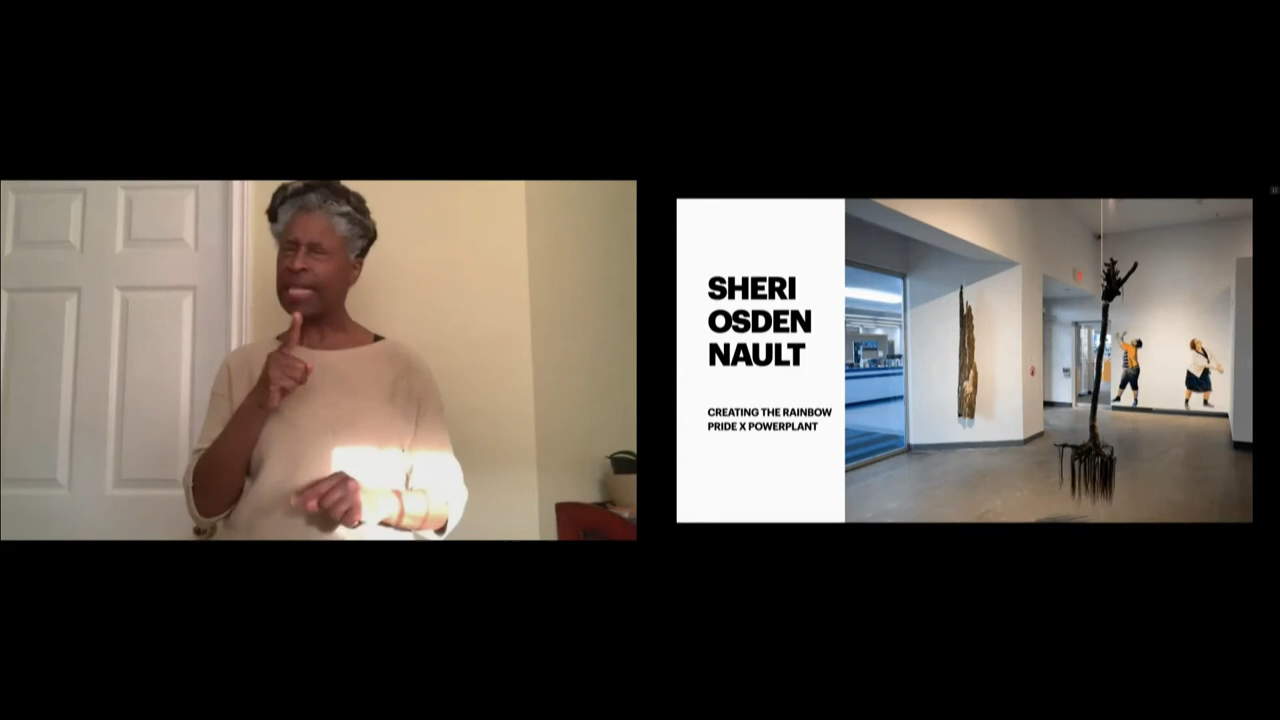 SHERI
OSDEN
NAULT
CREATING THE RAINBOW
PRIDE X POWERPLANT